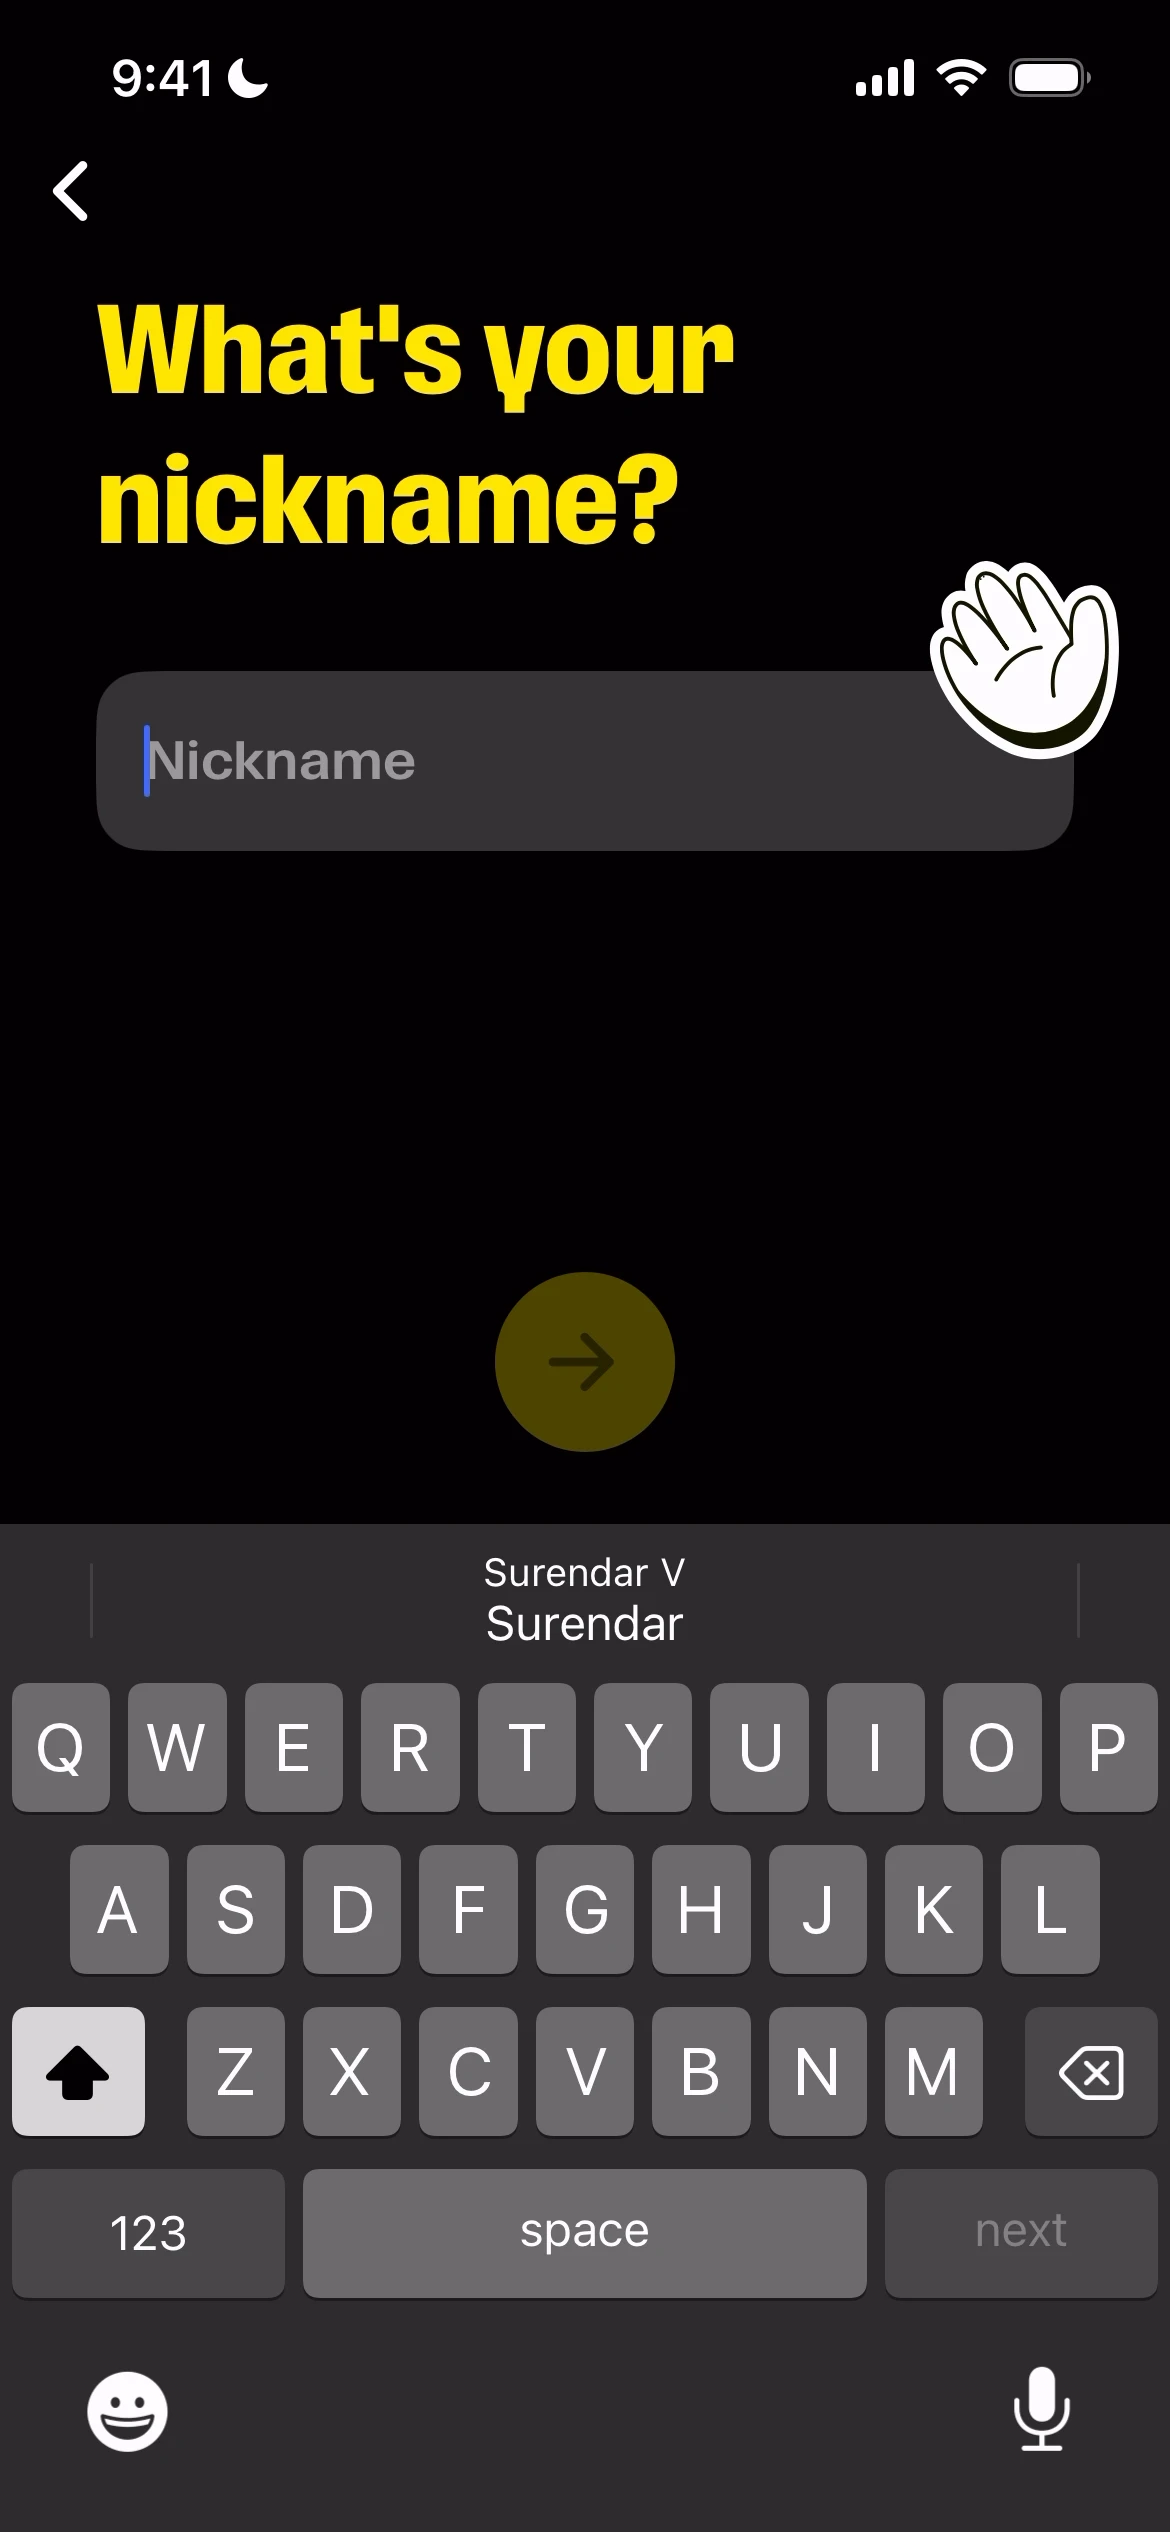 9:41
What's your
nickname?
Nickname
Surendar V
Surendar
Q W E R T Y U I O P
A S D F G H J K L
Z X C V B N M
123 space next